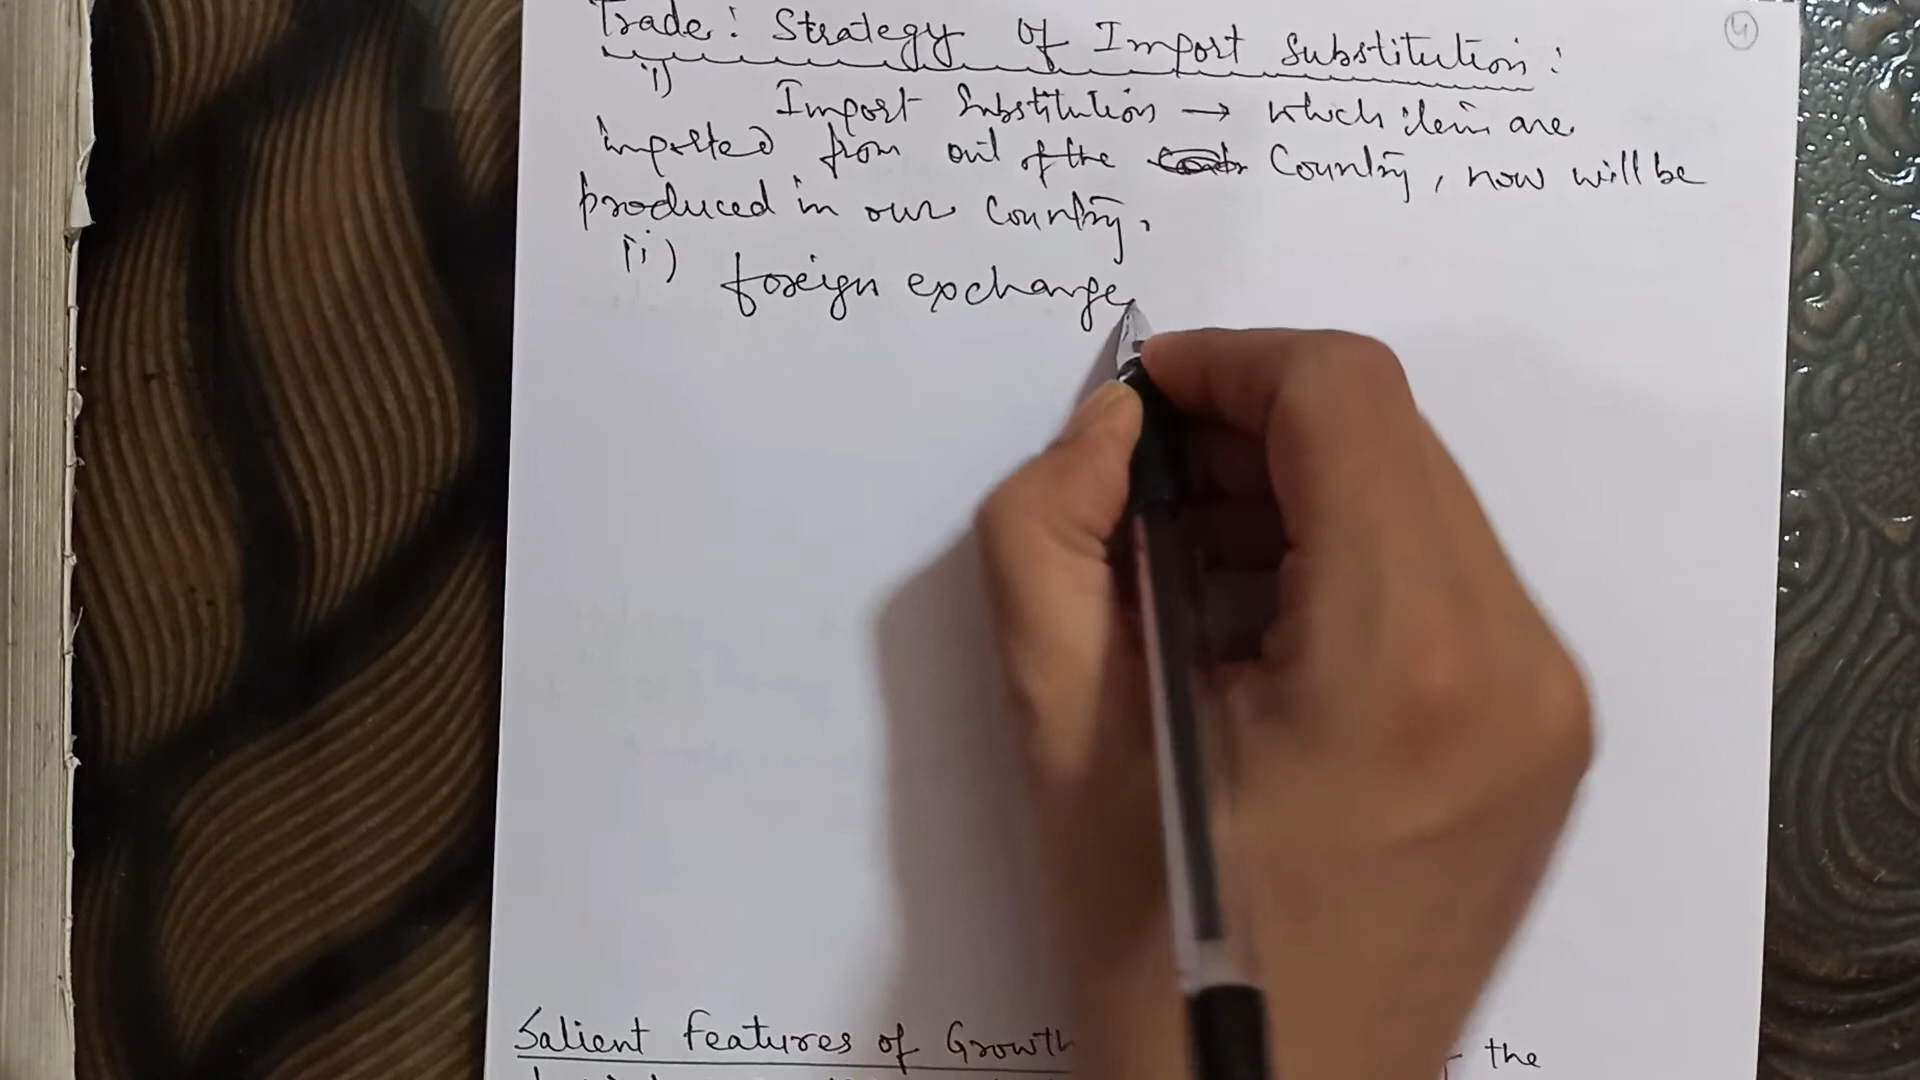 Trade: Strategy Of Import Substitution:
4
i)
Import Substitution → which item are
imported from out of the Country, now will be
produced in our country.
ii) foreign exchange
Salient features of Growth the